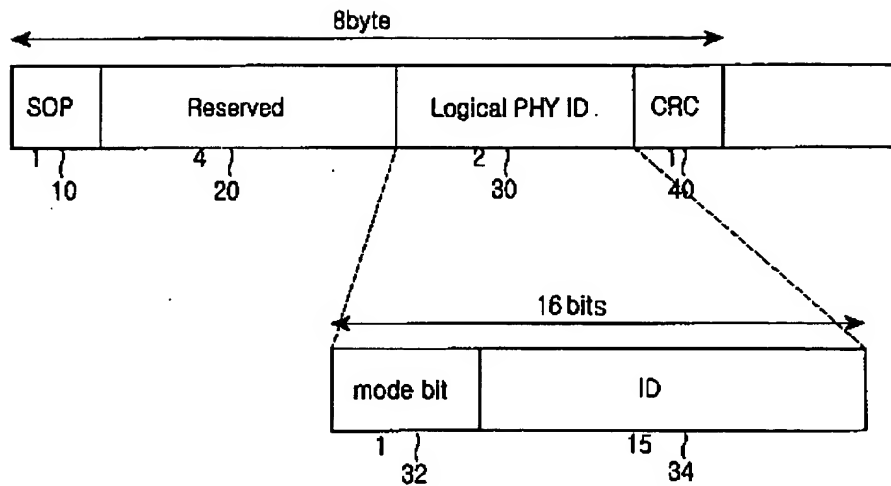 8byte
SOP Reserved Logical PHY ID CRC
1 4 2 1
10 20 30 40
16 bits
mode bit ID
1 15
32 34